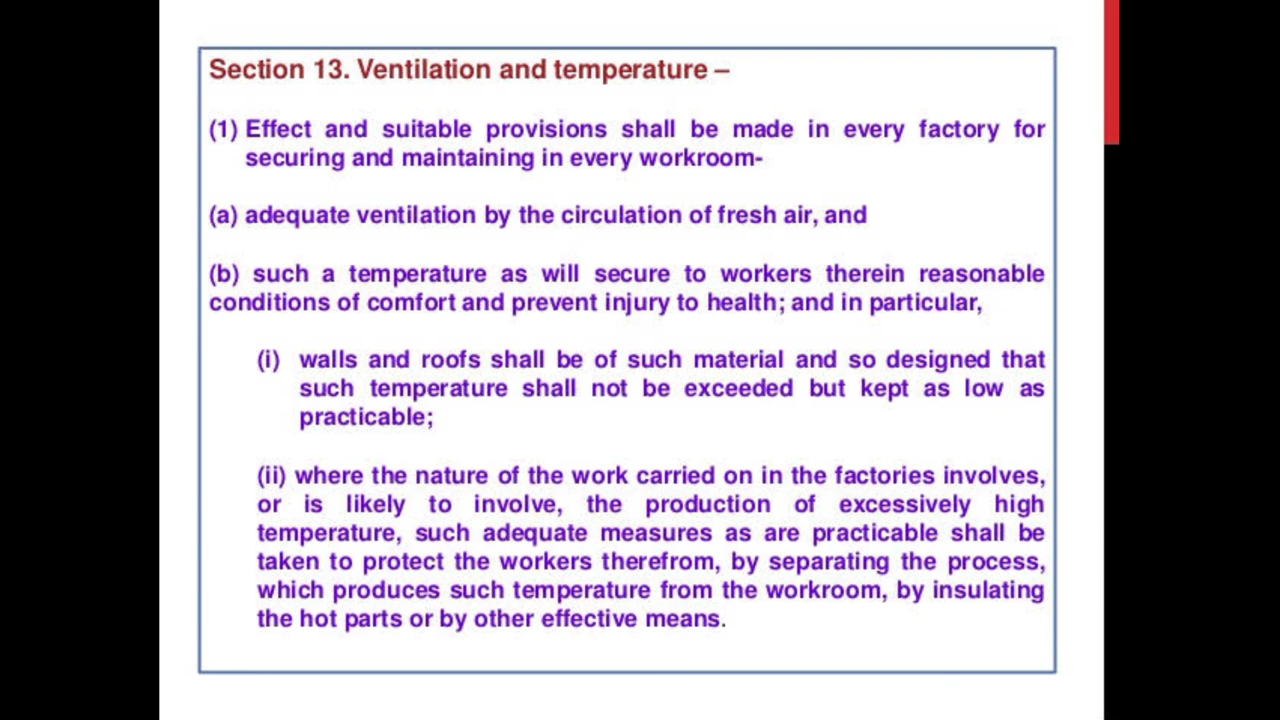 Section 13. Ventilation and temperature –
(1) Effect and suitable provisions shall be made in every factory for
securing and maintaining in every workroom-
(a) adequate ventilation by the circulation of fresh air, and
(b) such a temperature as will secure to workers therein reasonable
conditions of comfort and prevent injury to health; and in particular,
(i) walls and roofs shall be of such material and so designed that
such temperature shall not be exceeded but kept as low as
practicable;
(ii) where the nature of the work carried on in the factories involves,
or is likely to involve, the production of excessively high
temperature, such adequate measures as are practicable shall be
taken to protect the workers therefrom, by separating the process,
which produces such temperature from the workroom, by insulating
the hot parts or by other effective means.